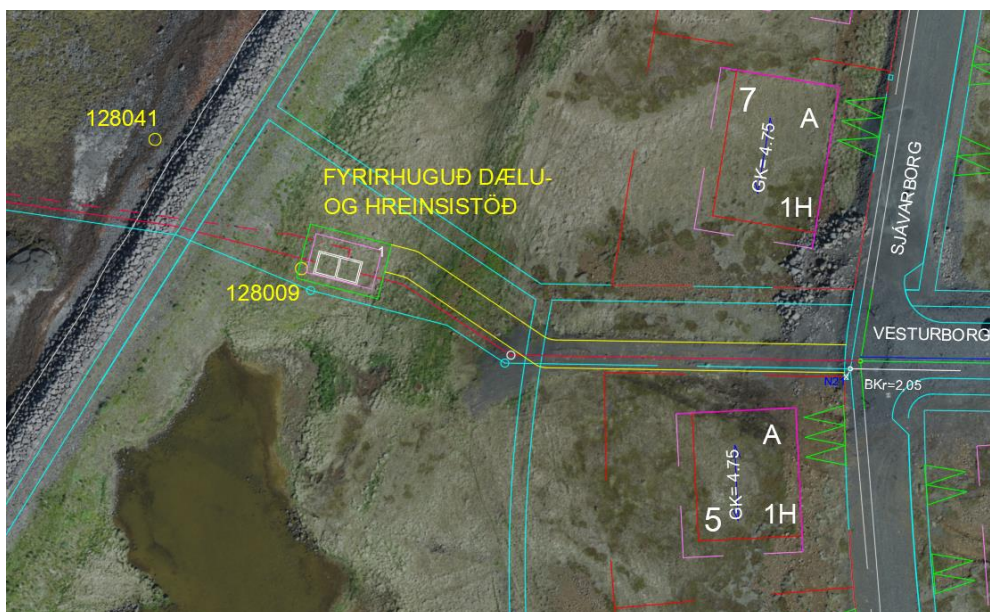 128041
FYRIRHUGUÐ DÆLU-
OG HREINSISTÖÐ
1
128009
7
A
GK= 4.75
1H
SJÁVARBORG
VESTURBORG
BKr=2,05
A
GK= 4.75
5
1H